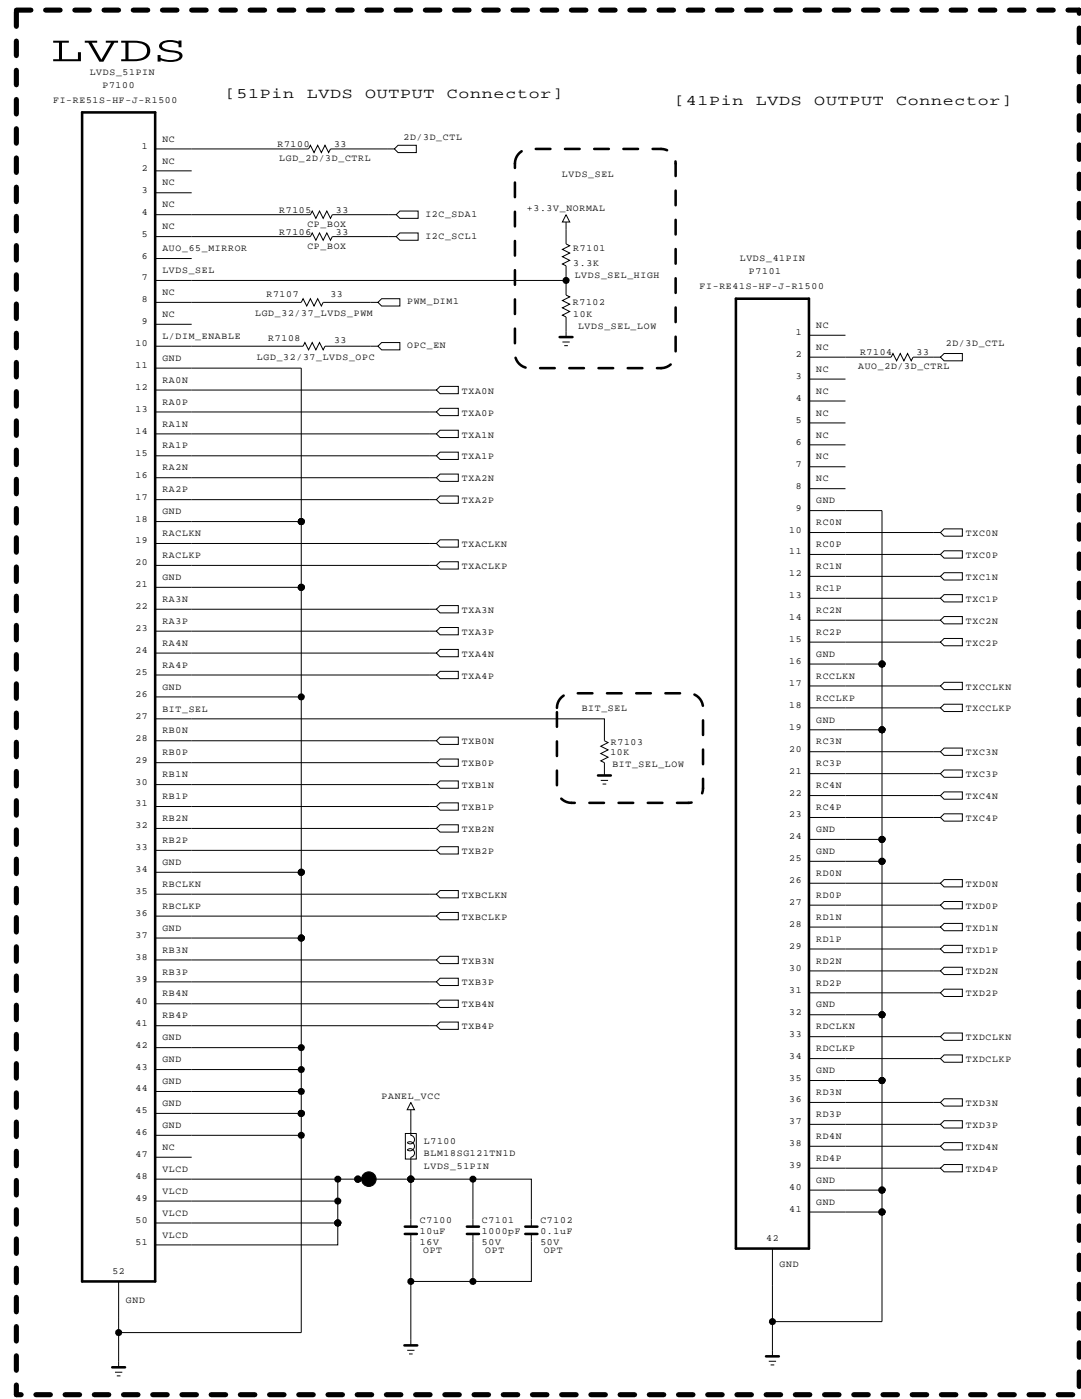 LVDS
LVDS_51PIN
P7100
FI-RE51S-HF-J-R1500
[51Pin LVDS OUTPUT Connector]
[41Pin LVDS OUTPUT Connector]
1 NC R7100 33 2D/3D_CTL
LGD_2D/3D_CTRL
2 NC
3 NC
4 NC R7105 33 I2C_SDA1
CP_BOX
5 NC R7106 33 I2C_SCL1
CP_BOX
6 AUO_65_MIRROR
7 LVDS_SEL
8 NC R7107 33 PWM_DIM1
LGD_32/37_LVDS_PWM
9 NC
10 L/DIM_ENABLE R7108 33 OPC_EN
LGD_32/37_LVDS_OPC
11 GND
12 RA0N TXA0N
13 RA0P TXA0P
14 RA1N TXA1N
15 RA1P TXA1P
16 RA2N TXA2N
17 RA2P TXA2P
18 GND
19 RACLKN TXACLKN
20 RACLKP TXACLKP
21 GND
22 RA3N TXA3N
23 RA3P TXA3P
24 RA4N TXA4N
25 RA4P TXA4P
26 GND
27 BIT_SEL
28 RB0N TXB0N
29 RB0P TXB0P
30 RB1N TXB1N
31 RB1P TXB1P
32 RB2N TXB2N
33 RB2P TXB2P
34 GND
35 RBCLKN TXBCLKN
36 RBCLKP TXBCLKP
37 GND
38 RB3N TXB3N
39 RB3P TXB3P
40 RB4N TXB4N
41 RB4P TXB4P
42 GND
43 GND
44 GND
45 GND
46 GND
47 NC
48 VLCD
49 VLCD
50 VLCD
51 VLCD
52
GND
LVDS_SEL
+3.3V_NORMAL
R7101
3.3K
LVDS_SEL_HIGH
R7102
10K
LVDS_SEL_LOW
BIT_SEL
R7103
10K
BIT_SEL_LOW
PANEL_VCC
L7100
BLM18SG121TN1D
LVDS_51PIN
C7100
10uF
16V
OPT
C7101
1000pF
50V
OPT
C7102
0.1uF
50V
OPT
LVDS_41PIN
P7101
FI-RE41S-HF-J-R1500
1 NC
2 NC R7104 33 2D/3D_CTL
AUO_2D/3D_CTRL
3 NC
4 NC
5 NC
6 NC
7 NC
8 NC
9 GND
10 RC0N TXC0N
11 RC0P TXC0P
12 RC1N TXC1N
13 RC1P TXC1P
14 RC2N TXC2N
15 RC2P TXC2P
16 GND
17 RCCLKN TXCCLKN
18 RCCLKP TXCCLKP
19 GND
20 RC3N TXC3N
21 RC3P TXC3P
22 RC4N TXC4N
23 RC4P TXC4P
24 GND
25 GND
26 RD0N TXD0N
27 RD0P TXD0P
28 RD1N TXD1N
29 RD1P TXD1P
30 RD2N TXD2N
31 RD2P TXD2P
32 GND
33 RDCLKN TXDCLKN
34 RDCLKP TXDCLKP
35 GND
36 RD3N TXD3N
37 RD3P TXD3P
38 RD4N TXD4N
39 RD4P TXD4P
40 GND
41 GND
42
GND